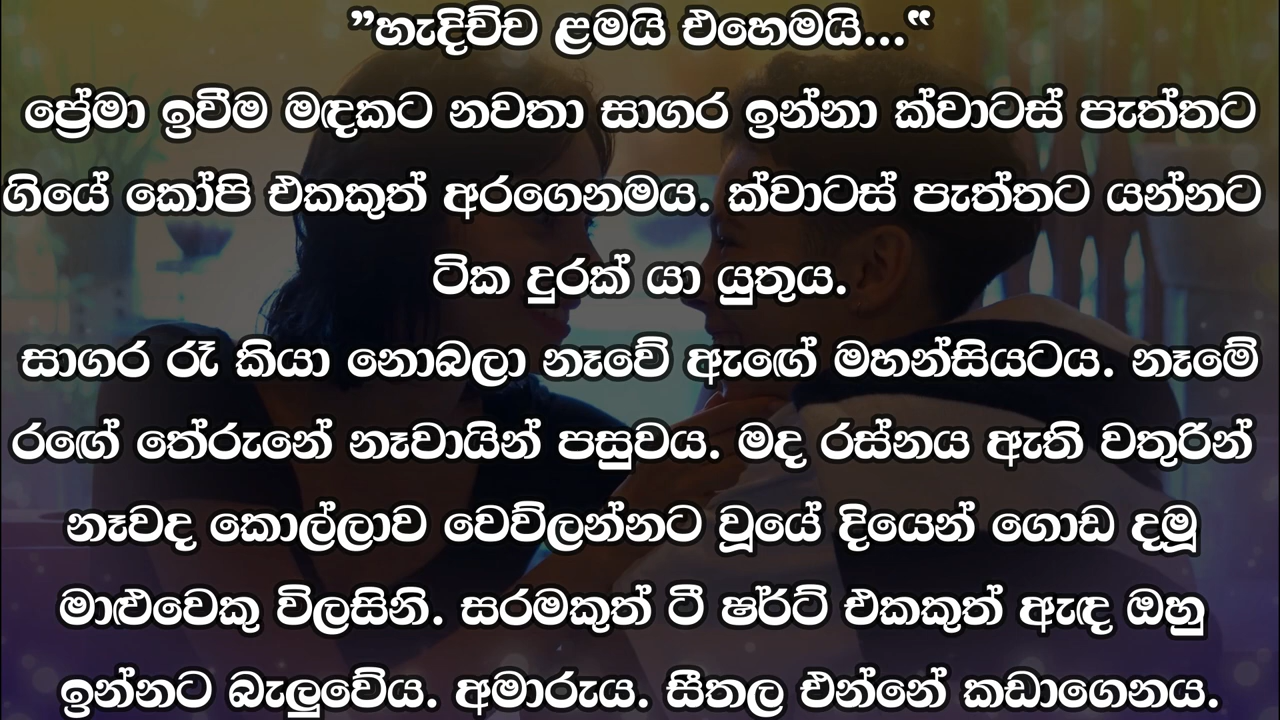 ”හැදිච්ච ළමයි එහෙමයි...“
ප්‍රේමා ඉවීම මඳකට නවතා සාගර ඉන්නා ක්වාටස් පැත්තට
ගියේ කෝපි එකකුත් අරගෙනමය. ක්වාටස් පැත්තට යන්නට
ටික දුරක් යා යුතුය.
සාගර රෑ කියා නොබලා නෑවේ ඇඟේ මහන්සියටය. නෑමේ
රඟේ තේරුනේ නෑවායින් පසුවය. මද රස්නය ඇති වතුරින්
නෑවද කොල්ලාව වෙව්ලන්නට වූයේ දියෙන් ගොඩ දමූ
මාළුවෙකු විලසිනි. සරමකුත් ටී ෂර්ට් එකකුත් ඇඳ ඔහු
ඉන්නට බැලුවේය. අමාරුය. සීතල එන්නේ කඩාගෙනය.